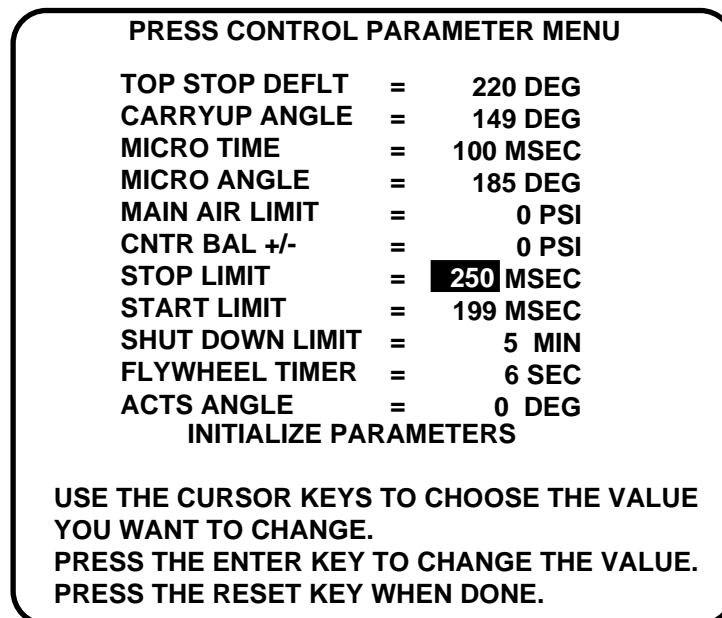 PRESS CONTROL PARAMETER MENU
TOP STOP DEFLT = 220 DEG
CARRYUP ANGLE = 149 DEG
MICRO TIME = 100 MSEC
MICRO ANGLE = 185 DEG
MAIN AIR LIMIT = 0 PSI
CNTR BAL +/- = 0 PSI
STOP LIMIT = 250 MSEC
START LIMIT = 199 MSEC
SHUT DOWN LIMIT = 5 MIN
FLYWHEEL TIMER = 6 SEC
ACTS ANGLE = 0 DEG
INITIALIZE PARAMETERS
USE THE CURSOR KEYS TO CHOOSE THE VALUE
YOU WANT TO CHANGE.
PRESS THE ENTER KEY TO CHANGE THE VALUE.
PRESS THE RESET KEY WHEN DONE.